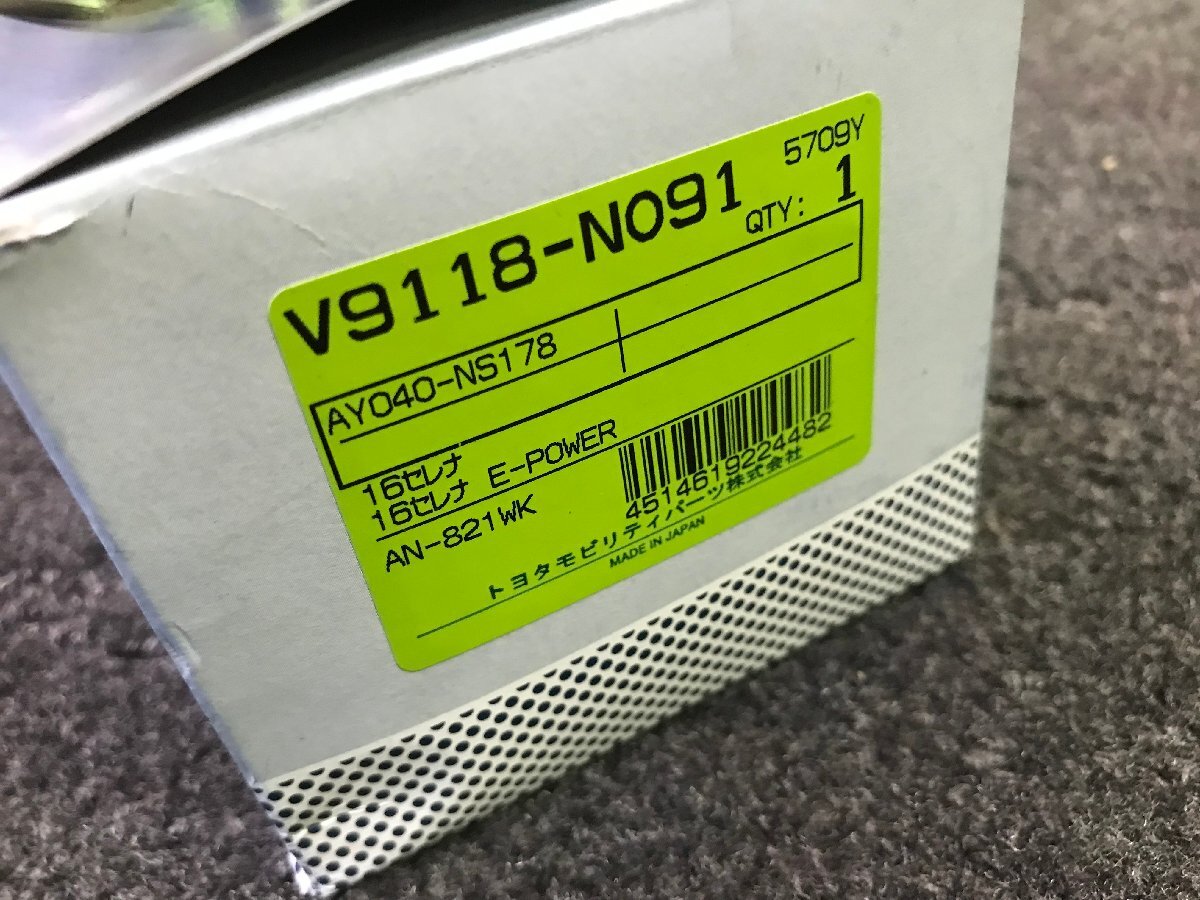 5709Y
V9118-N091
QTY: 1
AY040-NS178
16セレナ
16セレナ E-POWER
AN-821WK
4514619224482
トヨタモビリティパーツ株式会社
MADE IN JAPAN